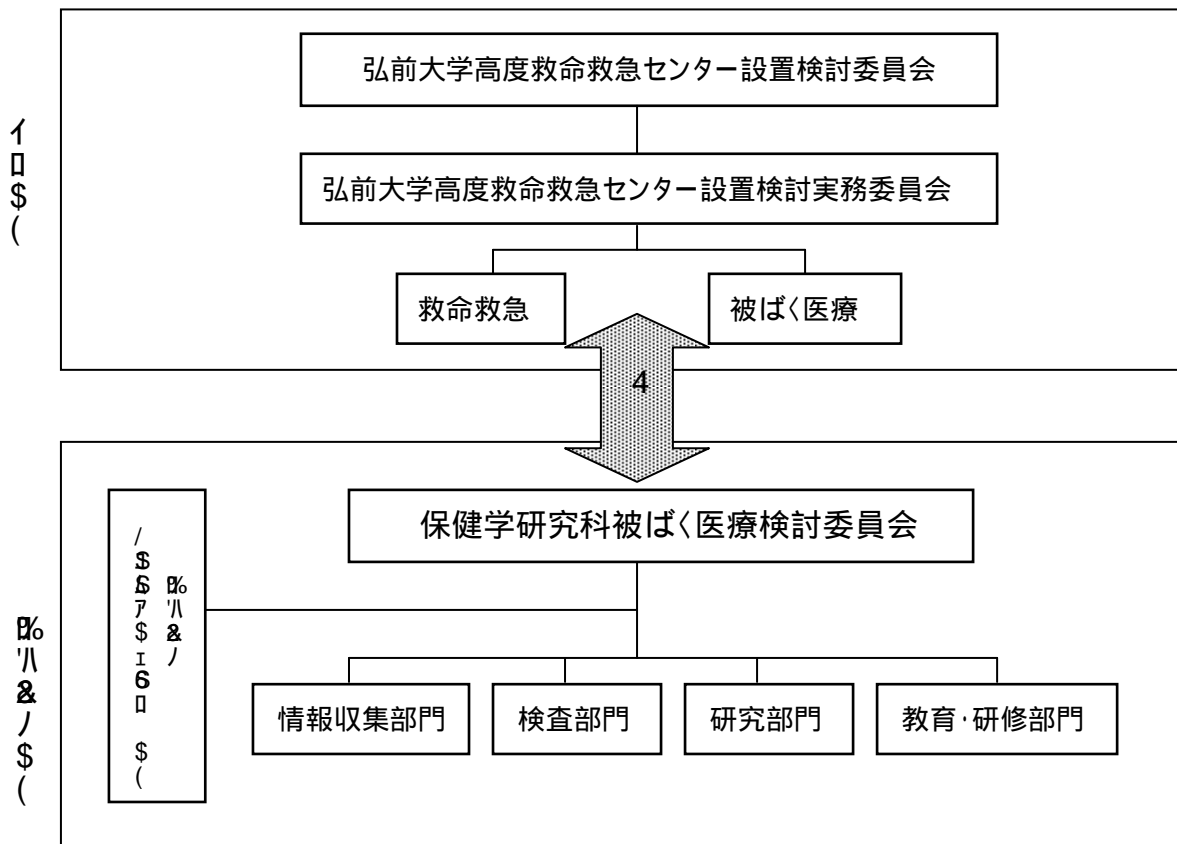 弘前大学高度救命救急センター設置検討委員会
イロ$(
弘前大学高度救命救急センター設置検討実務委員会
救命救急
被ばく医療
4
保健学研究科被ばく医療検討委員会
情報収集部門
検査部門
研究部門
教育・研修部門